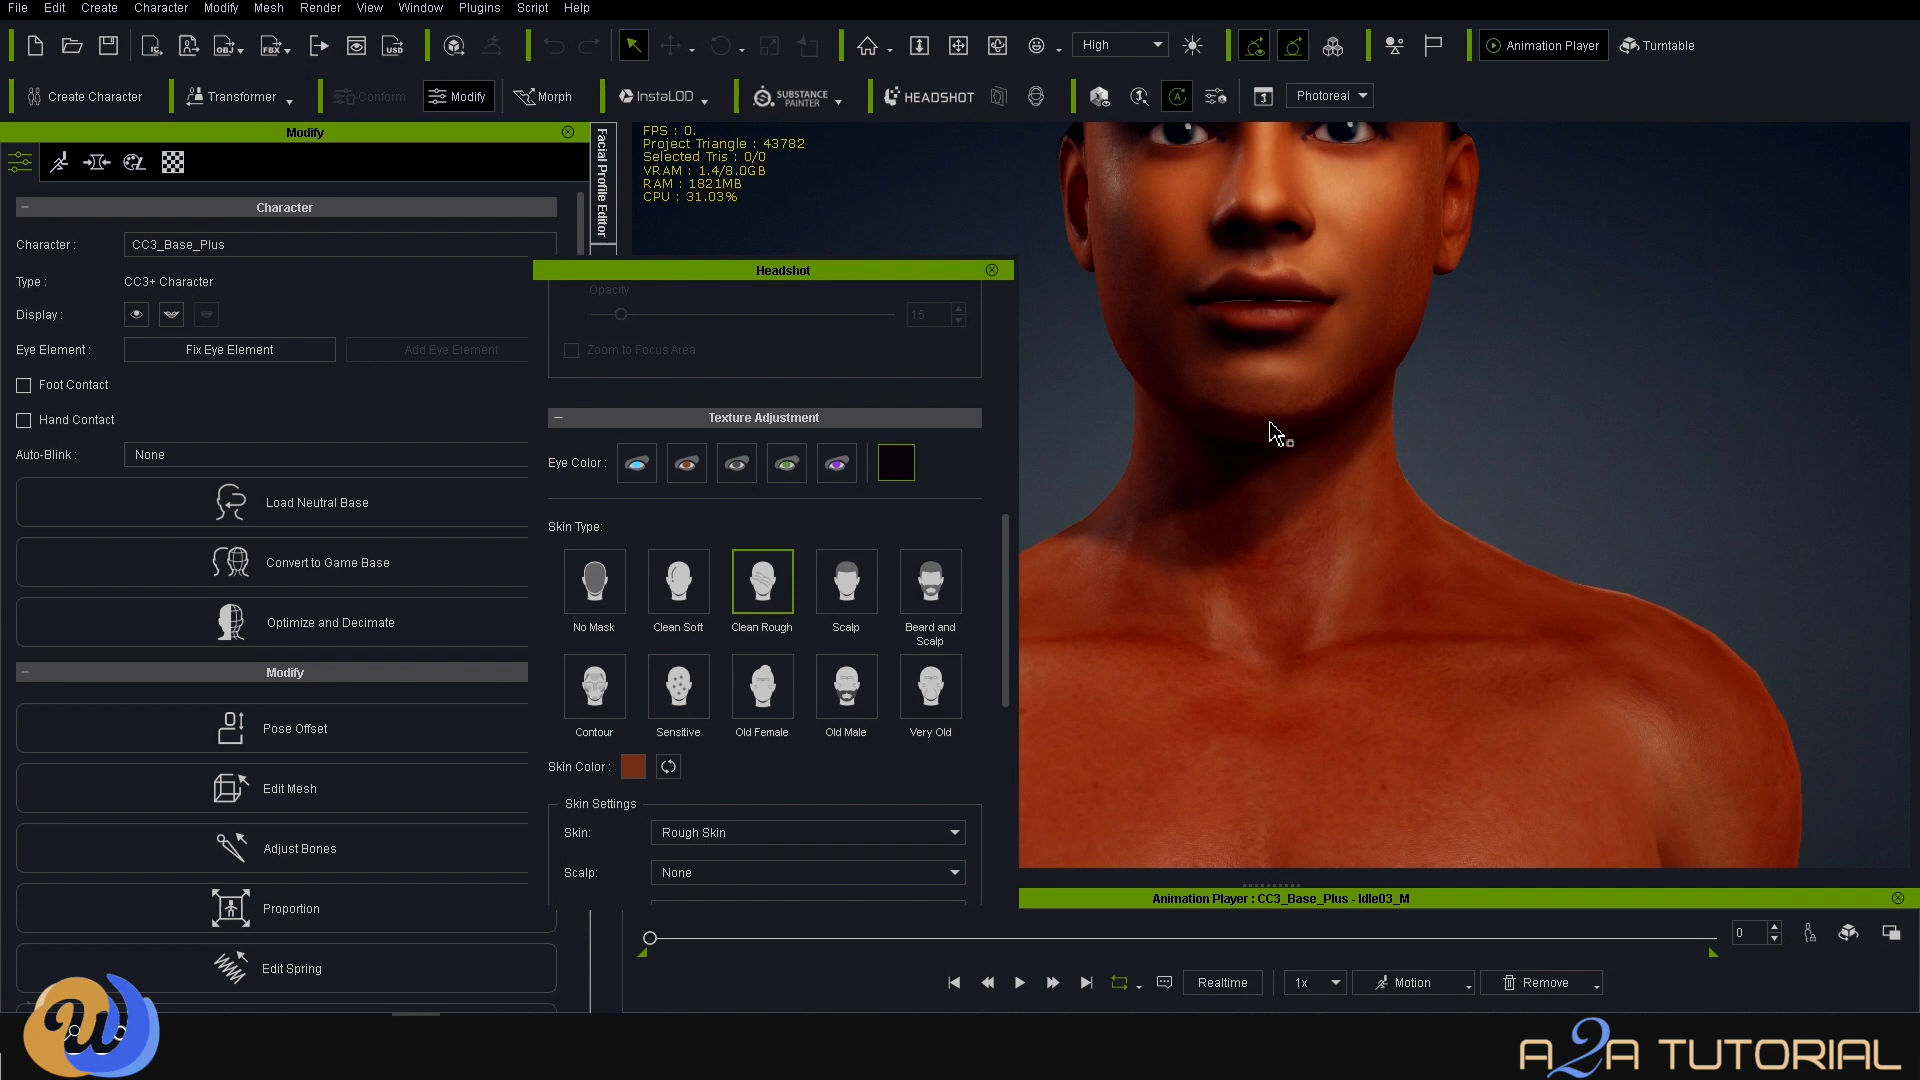 File Edit Create Character Modify Mesh Render View Window Plugins Script Help
High
Animation Player
Turntable
Create Character
Transformer
Conform
Modify
Morph
InstaLOD
SUBSTANCE PAINTER
HEADSHOT
Photoreal
Modify
Character
Character :
CC3_Base_Plus
Type :
CC3+ Character
Display :
Eye Element :
Fix Eye Element
Add Eye Element
Foot Contact
Hand Contact
Auto-Blink :
None
Load Neutral Base
Convert to Game Base
Optimize and Decimate
Modify
Pose Offset
Edit Mesh
Adjust Bones
Proportion
Edit Spring
Facial Profile Editor
FPS : 0.
Project Triangle : 43782
Selected Tris : 0/0
VRAM : 1.4/8.0GB
RAM : 1821MB
CPU : 31.03%
Headshot
Opacity
15
Zoom to Focus Area
Texture Adjustment
Eye Color :
Skin Type:
No Mask
Clean Soft
Clean Rough
Scalp
Beard and Scalp
Contour
Sensitive
Old Female
Old Male
Very Old
Skin Color :
Skin Settings
Skin:
Rough Skin
Scalp:
None
Animation Player : CC3_Base_Plus - Idle03_M
0
Realtime
1x
Motion
Remove
A2A TUTORIAL